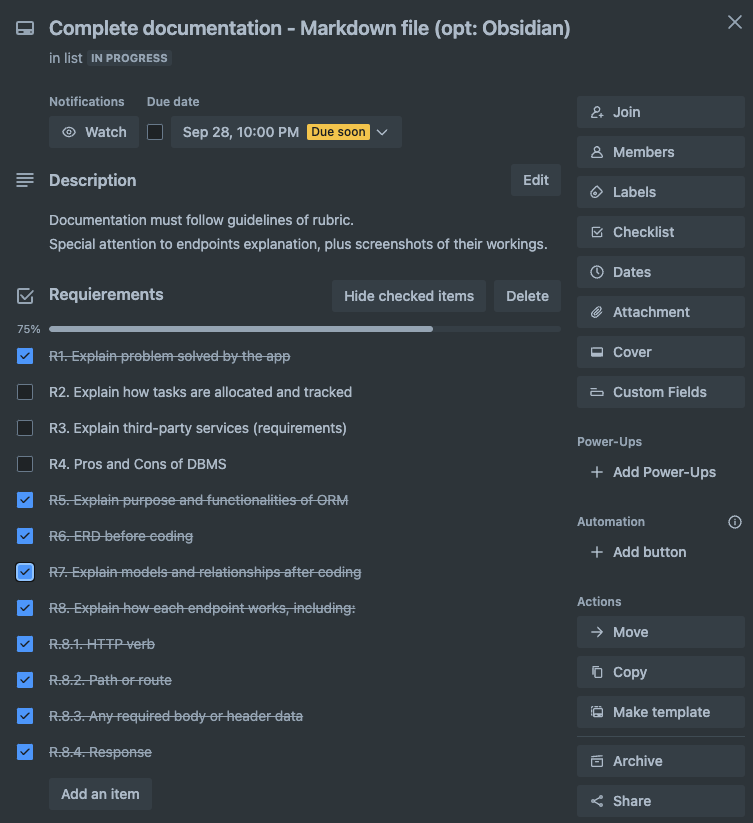 Complete documentation - Markdown file (opt: Obsidian)
in list IN PROGRESS
Notifications Due date
Watch Sep 28, 10:00 PM Due soon
Description Edit
Documentation must follow guidelines of rubric.
Special attention to endpoints explanation, plus screenshots of their workings.
Requierements Hide checked items Delete
75%
R1. Explain problem solved by the app
R2. Explain how tasks are allocated and tracked
R3. Explain third-party services (requirements)
R4. Pros and Cons of DBMS
R5. Explain purpose and functionalities of ORM
R6. ERD before coding
R7. Explain models and relationships after coding
R8. Explain how each endpoint works, including:
R.8.1. HTTP verb
R.8.2. Path or route
R.8.3. Any required body or header data
R.8.4. Response
Add an item
Join
Members
Labels
Checklist
Dates
Attachment
Cover
Custom Fields
Power-Ups
Add Power-Ups
Automation
Add button
Actions
Move
Copy
Make template
Archive
Share